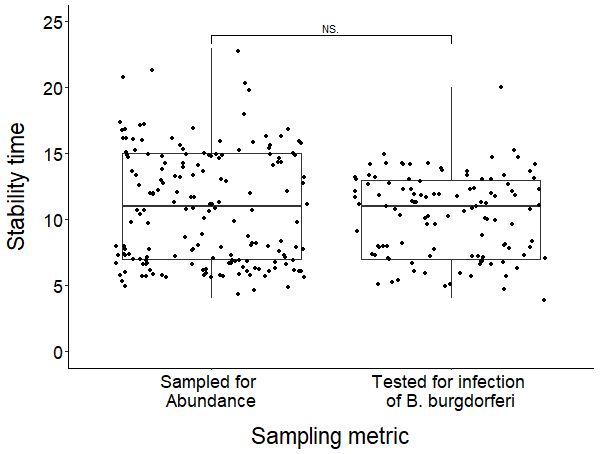 25
NS.
20
15
10
5
0
Stability time
Sampled for
Abundance
Tested for infection
of B. burgdorferi
Sampling metric